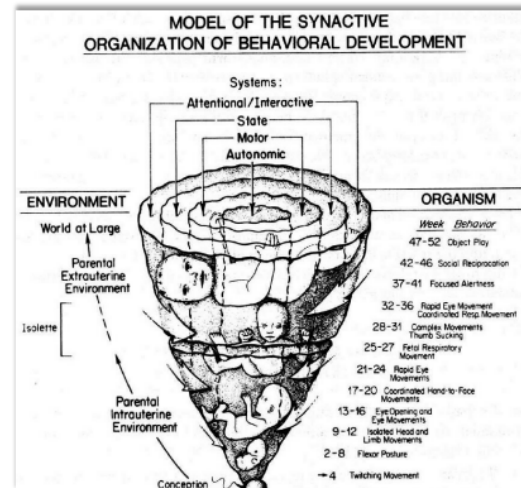 MODEL OF THE SYNACTIVE
ORGANIZATION OF BEHAVIORAL DEVELOPMENT
Systems:
Attentional/Interactive
State
Motor
Autonomic
ENVIRONMENT
World at Large
Parental
Extrauterine
Environment
Isolette
Parental
Intrauterine
Environment
Conception
ORGANISM
Week Behavior
47-52 Object Play
42-46 Social Reciprocation
37-41 Focused Alertness
32-36 Rapid Eye Movement
Coordinated Resp. Movement
28-31 Complex Movements
Thumb Sucking
25-27 Fetal Respiratory
Movement
21-24 Rapid Eye
Movements
17-20 Coordinated Hand-to-Face
Movements
13-16 Eye Opening and
Eye Movements
9-12 Isolated Head and
Limb Movements
2-8 Flexor Posture
→4 Twitching Movement